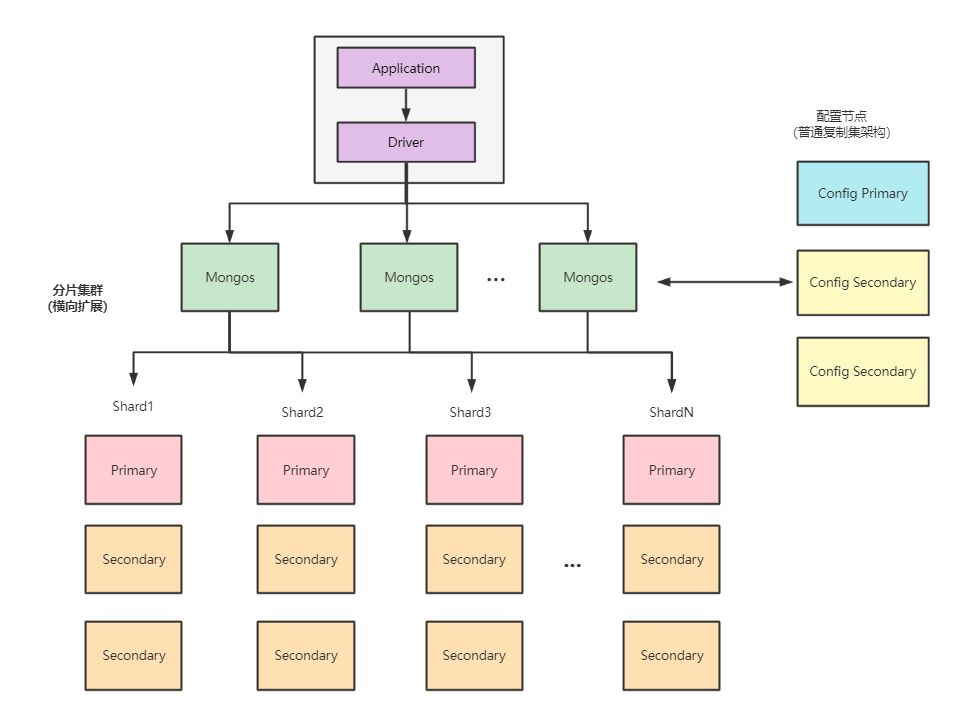 Application
Driver
配置节点
(普通复制集架构)
Config Primary
Mongos
Mongos
...
Mongos
Config Secondary
分片集群
(横向扩展)
Config Secondary
Shard1
Shard2
Shard3
ShardN
Primary
Primary
Primary
Primary
Secondary
Secondary
Secondary
...
Secondary
Secondary
Secondary
Secondary
Secondary